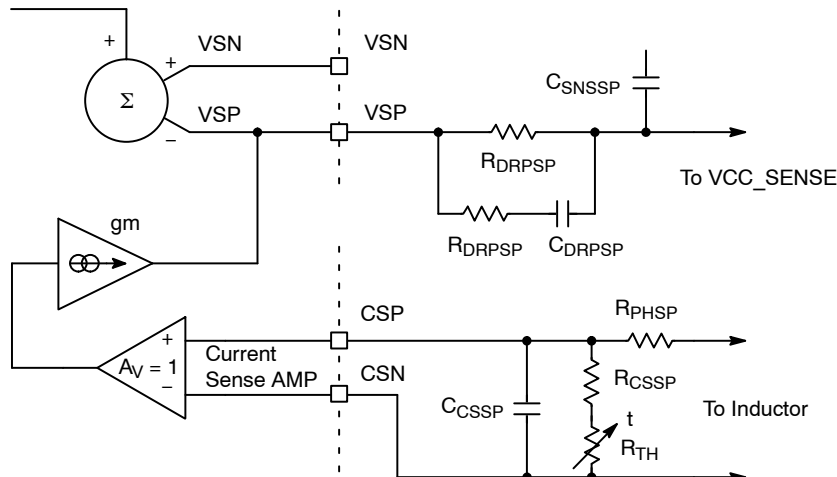 +
VSN
VSN
+
Σ
VSP
VSP
−
CSNSSP
RDRPSP
To VCC_SENSE
RDRPSP
CDRPSP
gm
CSP
RPHSP
+
AV = 1
−
Current
Sense AMP
CSN
CCSSP
RCSSP
t
RTH
To Inductor